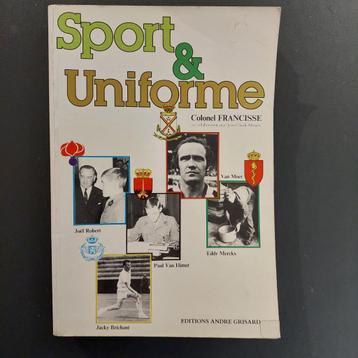 Sport
&
Uniforme
Colonel FRANCISSE
Van Moer
Joël Robert
Paul Van Himst
Eddy Merckx
Jacky Brichant
EDITIONS ANDRE GRISARD